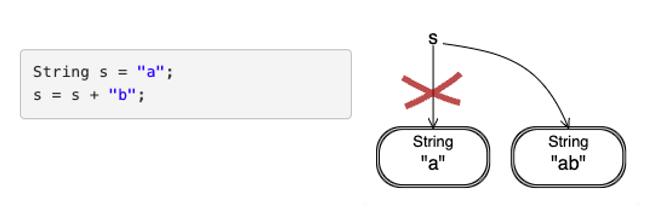 String s = "a";
s = s + "b";
s
String
"a"
String
"ab"